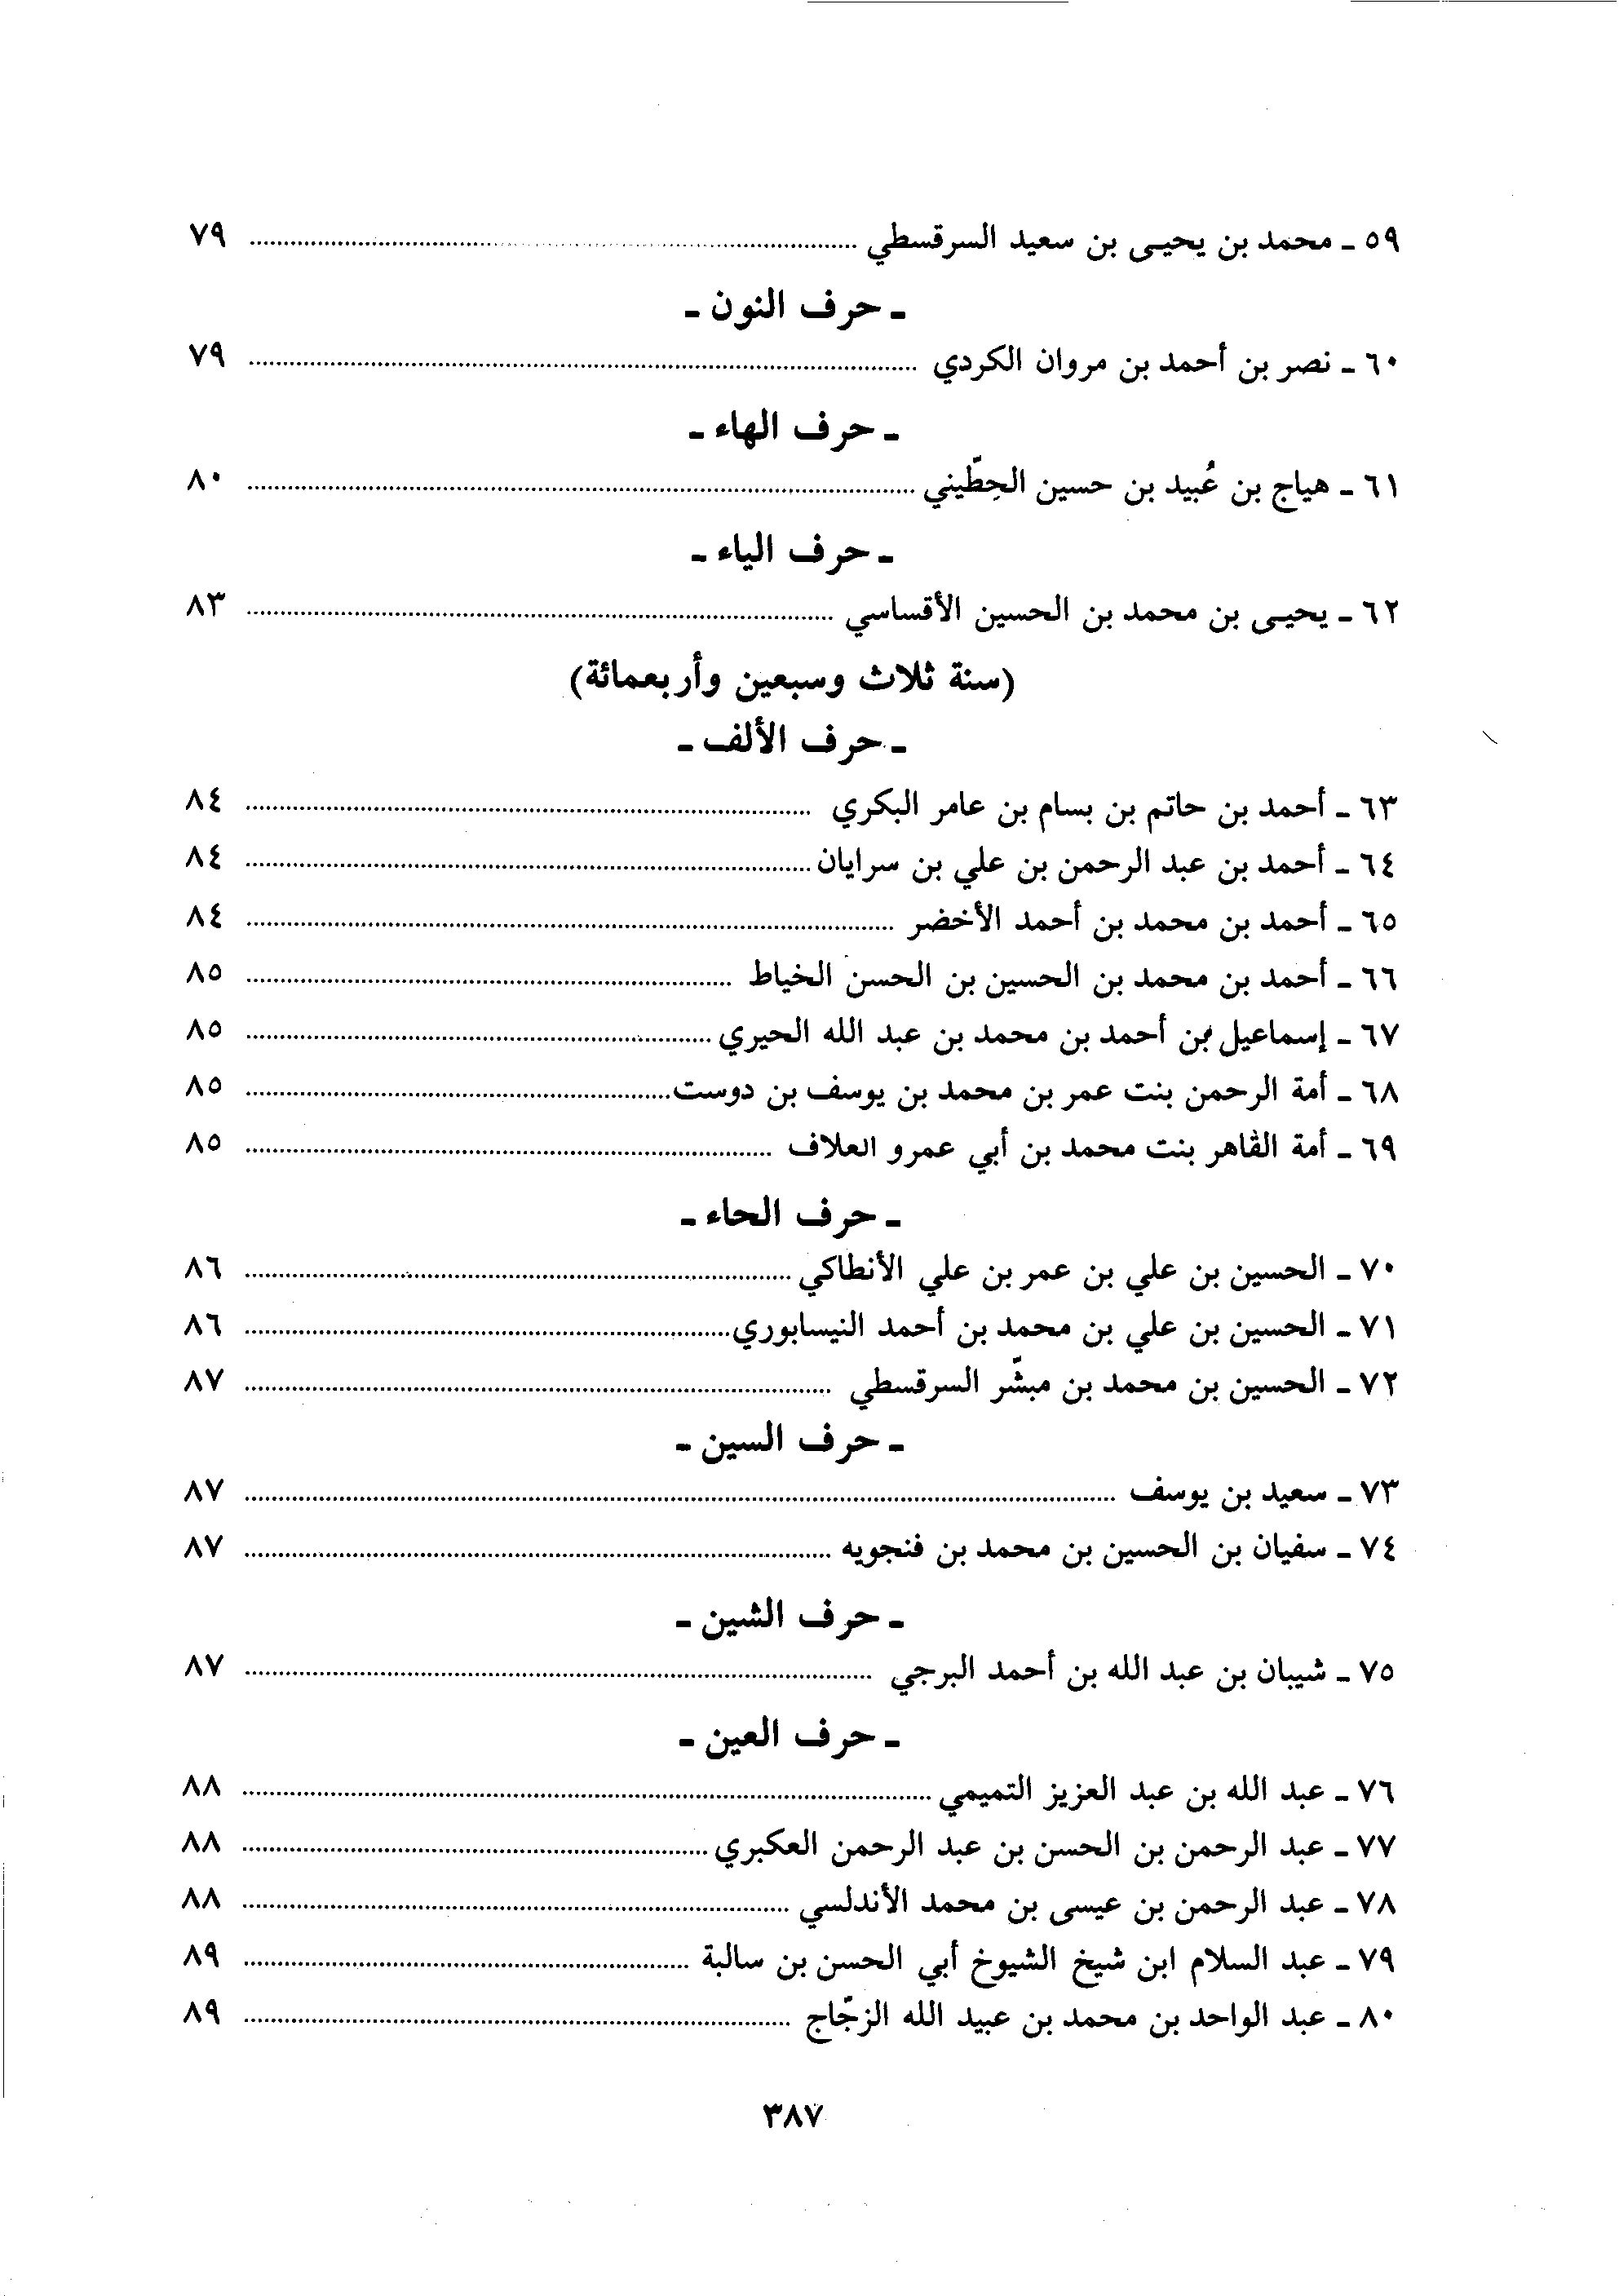 ٥٩ ـ محمد بن يحيى بن سعيد السرقسطي ........ ٧٩
ـ حرف النون ـ
٦٠ ـ نصر بن أحمد بن مروان الكردي ........ ٧٩
ـ حرف الهاء ـ
٦١ ـ هياج بن عُبيد بن حسين الحِطّيني ........ ٨٠
ـ حرف الياء ـ
٦٢ ـ يحيى بن محمد بن الحسين الأقساسي ........ ٨٣
(سنة ثلاث وسبعين وأربعمائة)
ـ حرف الألف ـ
٦٣ ـ أحمد بن حاتم بن بسام بن عامر البكري ........ ٨٤
٦٤ ـ أحمد بن عبد الرحمن بن علي بن سرايان ........ ٨٤
٦٥ ـ أحمد بن محمد بن أحمد الأخضر ........ ٨٤
٦٦ ـ أحمد بن محمد بن الحسين بن الحسن الخياط ........ ٨٥
٦٧ ـ إسماعيل بن أحمد بن محمد بن عبد الله الحيري ........ ٨٥
٦٨ ـ أمة الرحمن بنت عمر بن محمد بن يوسف بن دوست ........ ٨٥
٦٩ ـ أمة القاهر بنت محمد بن أبي عمرو العلاف ........ ٨٥
ـ حرف الحاء ـ
٧٠ ـ الحسين بن علي بن عمر بن علي الأنطاكي ........ ٨٦
٧١ ـ الحسين بن علي بن محمد بن أحمد النيسابوري ........ ٨٦
٧٢ ـ الحسين بن محمد بن مبشّر السرقسطي ........ ٨٧
ـ حرف السين ـ
٧٣ ـ سعيد بن يوسف ........ ٨٧
٧٤ ـ سفيان بن الحسين بن محمد بن فنجويه ........ ٨٧
ـ حرف الشين ـ
٧٥ ـ شيبان بن عبد الله بن أحمد البرجي ........ ٨٧
ـ حرف العين ـ
٧٦ ـ عبد الله بن عبد العزيز التميمي ........ ٨٨
٧٧ ـ عبد الرحمن بن الحسن بن عبد الرحمن العكبري ........ ٨٨
٧٨ ـ عبد الرحمن بن عيسى بن محمد الأندلسي ........ ٨٨
٧٩ ـ عبد السلام ابن شيخ الشيوخ أبي الحسن بن سالبة ........ ٨٩
٨٠ ـ عبد الواحد بن محمد بن عبيد الله الزجّاج ........ ٨٩
٣٨٧